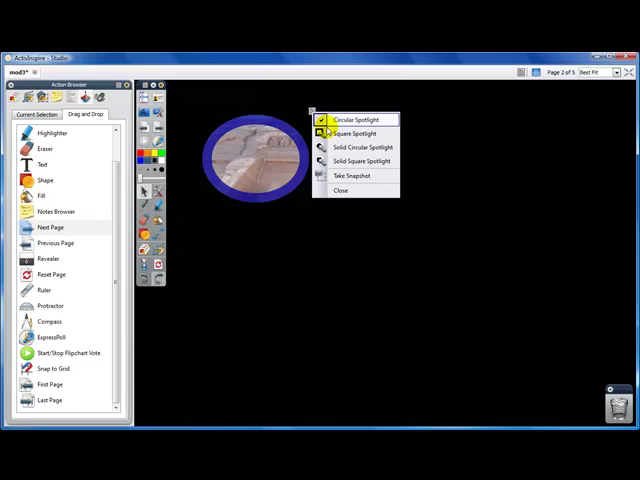 ActivInspire - Studio
mod3*
Page 2 of 5
Best Fit
Action Browser
Current Selection
Drag and Drop
Highlighter
Eraser
Text
Shape
Fill
Notes Browser
Next Page
Previous Page
Revealer
Reset Page
Ruler
Protractor
Compass
ExpressPoll
Start/Stop Flipchart Vote
Snap to Grid
First Page
Last Page
Circular Spotlight
Square Spotlight
Solid Circular Spotlight
Solid Square Spotlight
Take Snapshot
Close